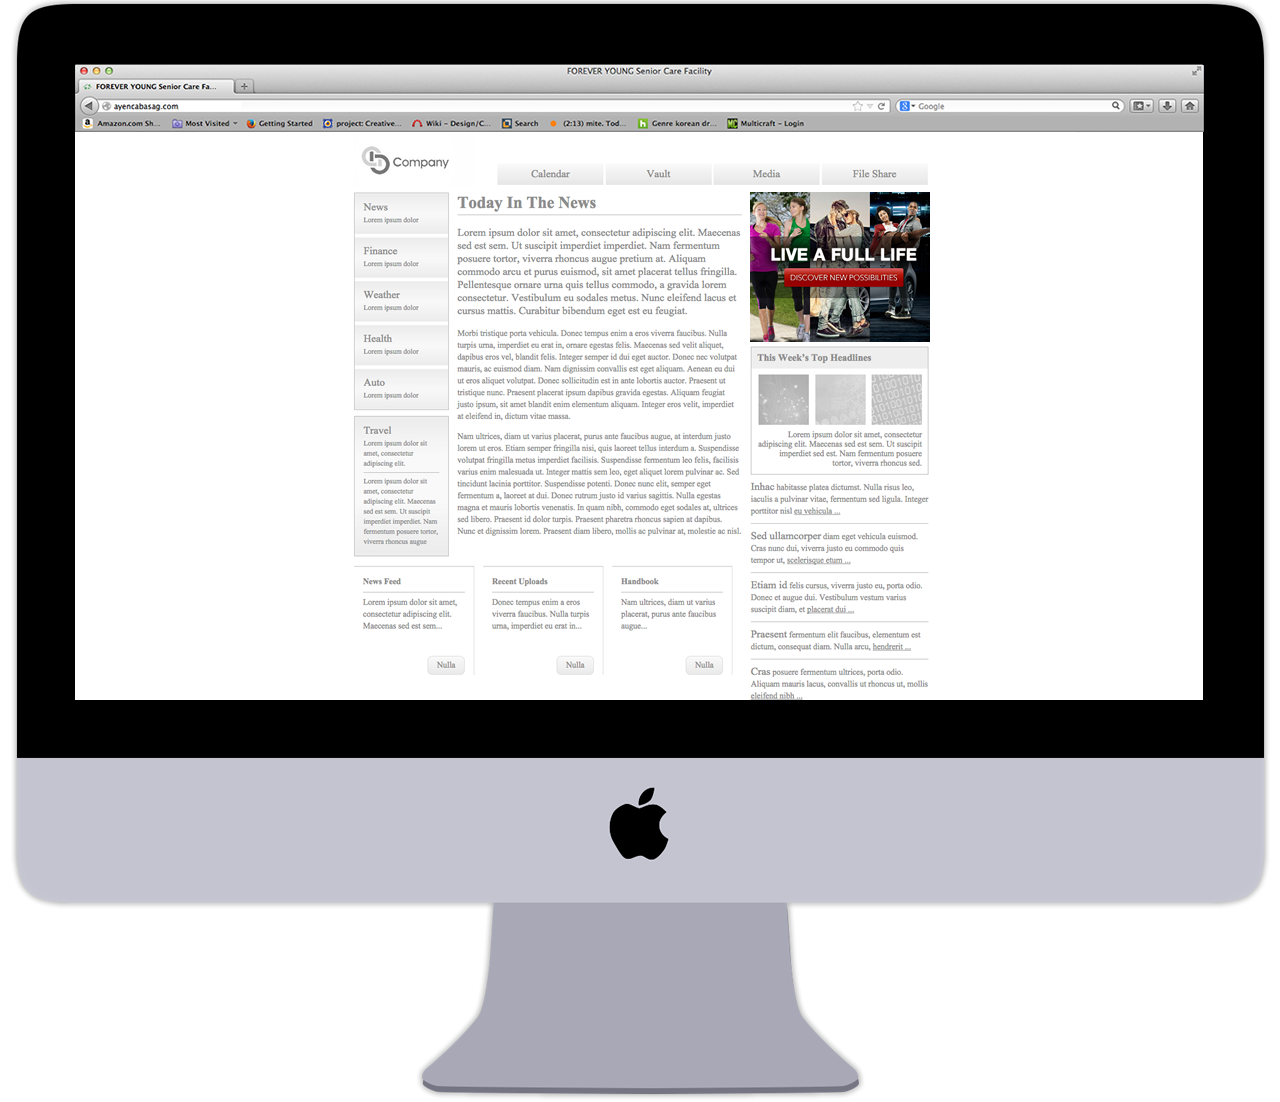 FOREVER YOUNG Senior Care Facility
FOREVER YOUNG Senior Care Fa...
ayencabasag.com
Google
Amazon.com Sh...
Most Visited
Getting Started
project: Creative...
Wiki – Design/C...
Search
(2:13) mite. Tod...
Genre korean dr...
Multicraft – Login
Company
Calendar
Vault
Media
File Share
News
Lorem ipsum dolor
Finance
Lorem ipsum dolor
Weather
Lorem ipsum dolor
Health
Lorem ipsum dolor
Auto
Lorem ipsum dolor
Travel
Lorem ipsum dolor sit
amet, consectetur
adipiscing elit.
Lorem ipsum dolor sit
amet, consectetur
adipiscing elit. Maecenas
sed est sem. Ut suscipit
imperdiet imperdiet. Nam
fermentum posuere tortor,
viverra rhoncus augue
Today In The News
Lorem ipsum dolor sit amet, consectetur adipiscing elit. Maecenas
sed est sem. Ut suscipit imperdiet imperdiet. Nam fermentum
posuere tortor, viverra rhoncus augue pretium at. Aliquam
commodo arcu et purus euismod, sit amet placerat tellus fringilla.
Pellentesque ornare urna quis tellus commodo, a gravida lorem
consectetur. Vestibulum eu sodales metus. Nunc eleifend lacus et
cursus mattis. Curabitur bibendum eget est eu feugiat.
Morbi tristique porta vehicula. Donec tempus enim a eros viverra faucibus. Nulla
turpis urna, imperdiet eu erat in, ornare egestas felis. Maecenas sed velit aliquet,
dapibus eros vel, blandit felis. Integer semper id dui eget auctor. Donec nec volutpat
mauris, ac euismod diam. Nam dignissim convallis est eget aliquam. Aenean eu dui
ut eros aliquet volutpat. Donec sollicitudin est in ante lobortis auctor. Praesent ut
tristique nunc. Praesent placerat ipsum dapibus gravida egestas. Aliquam feugiat
justo ipsum, sit amet blandit enim elementum aliquam. Integer eros velit, imperdiet
at eleifend in, dictum vitae massa.
Nam ultrices, diam ut varius placerat, purus ante faucibus augue, at interdum justo
lorem ut eros. Etiam semper fringilla nisi, quis laoreet tellus interdum a. Suspendisse
volutpat fringilla metus imperdiet facilisis. Suspendisse fermentum leo felis, facilisis
varius enim malesuada ut. Integer mattis sem leo, eget aliquet lorem pulvinar ac. Sed
tincidunt lacinia porttitor. Suspendisse potenti. Donec nunc elit, semper eget
fermentum a, laoreet at dui. Donec rutrum justo id varius sagittis. Nulla egestas
magna et mauris lobortis venenatis. In quam nibh, commodo eget sodales at, ultrices
sed libero. Praesent id dolor turpis. Praesent pharetra rhoncus sapien at dapibus.
Nunc et dignissim lorem. Praesent diam libero, mollis ac pulvinar at, molestie ac nisl.
News Feed
Lorem ipsum dolor sit amet,
consectetur adipiscing elit.
Maecenas sed est sem...
Nulla
Recent Uploads
Donec tempus enim a eros
viverra faucibus. Nulla turpis
urna, imperdiet eu erat in...
Nulla
Handbook
Nam ultrices, diam ut varius
placerat, purus ante faucibus
augue...
Nulla
LIVE A FULL LIFE
DISCOVER NEW POSSIBILITIES
This Week's Top Headlines
Lorem ipsum dolor sit amet, consectetur
adipiscing elit. Maecenas sed est sem. Ut suscipit
imperdiet sed est. Nam fermentum posuere
tortor, viverra rhoncus sed.
Inhac habitasse platea dictumst. Nulla risus leo,
iaculis a pulvinar vitae, fermentum sed ligula. Integer
porttitor nisl eu vehicula ...
Sed ullamcorper diam eget vehicula euismod.
Cras nunc dui, viverra justo eu commodo quis
tempor ut, scelerisque etum ...
Etiam id felis cursus, viverra justo eu, porta odio.
Donec et augue dui. Vestibulum vestum varius
suscipit diam, et placerat dui ...
Praesent fermentum elit faucibus, elementum est
dictum, consequat diam. Nulla arcu, hendrerit ...
Cras posuere fermentum ultrices, porta odio.
Aliquam mauris lacus, convallis ut rhoncus ut, mollis
eleifend nibh ...